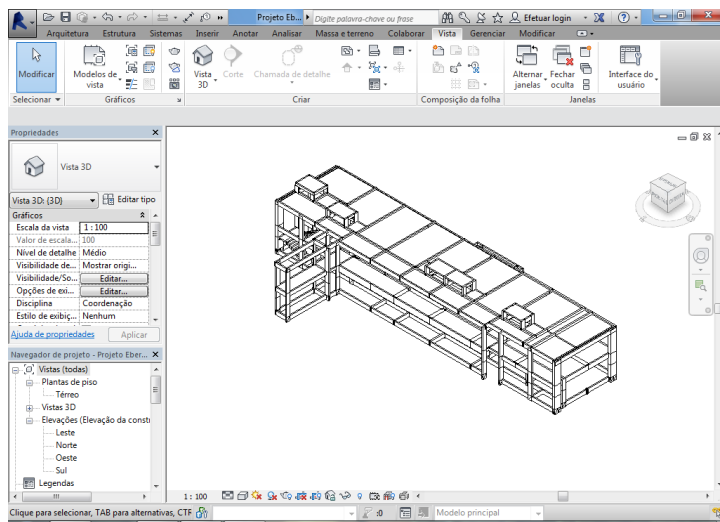 Projeto Eb...
Digite palavra-chave ou frase
Efetuar login
Arquitetura Estrutura Sistemas Inserir Anotar Analisar Massa e terreno Colaborar Vista Gerenciar Modificar
Modificar
Modelos de vista
Vista 3D
Corte
Chamada de detalhe
Alternar janelas
Fechar oculta
Interface do usuário
Selecionar Gráficos Criar Composição da folha Janelas
Propriedades
Vista 3D
Vista 3D: (3D) Editar tipo
Gráficos
Escala da vista 1 : 100
Valor de escala... 100
Nível de detalhe Médio
Visibilidade de... Mostrar origi...
Visibilidade/So... Editar...
Opções de exi... Editar...
Disciplina Coordenação
Estilo de exibiç... Nenhum
Ajuda de propriedades Aplicar
Navegador de projeto - Projeto Eber...
Vistas (todas)
Plantas de piso
Térreo
Vistas 3D
Elevações (Elevação da constr
Leste
Norte
Oeste
Sul
Legendas
1 : 100
Clique para selecionar, TAB para alternativas, CTF
:0
Modelo principal